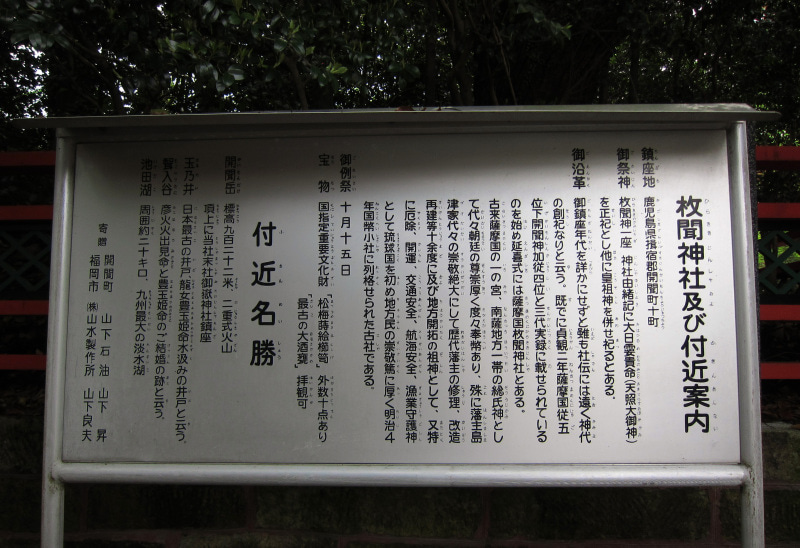 枚聞神社及び付近案内
鎮座地 鹿児島県揖宿郡開聞町十町
御祭神 枚聞神一座 神社由緒記に大日孁貴命(天照大御神)
を正祀とし他に皇祖神を併せ祀るとある。
御沿革 御鎮座年代を詳かにせずと雖も社伝には遠く神代
の創祀なりと云う。既でに貞観二年薩摩国従五
位下開聞神加従四位と三代実録に載せられている
のを始め延喜式には薩摩国枚聞神社とある。
古来薩摩国一の宮、南薩地方一帯の総氏神とし
て代々朝廷の尊崇厚く度々奉幣あり、殊に藩主島
津家代々の崇敬絶大にして歴代藩主の修理、改造
再建等十余度に及び地方開拓の祖神として、又特
に厄除、開運、交通安全、航海安全、漁業守護神
として琉球国を初め地方民の崇敬篤に厚く明治4
年国幣小社に列格せられた古社である。
御例祭 十月十五日
宝物 国指定重要文化財 「松梅蒔絵櫛笥」外数十点あり
「最古の大酒甕」拝観可
付近名勝
開聞岳 標高九百二十二米、二重式火山
頂上に当社末社御嶽神社鎮座
玉乃井 日本最古の井戸龍女豊玉姫命水汲みの井戸と云う。
聟入谷 彦火火出見命と豊玉姫命のご結婚の跡と云う。
池田湖 周囲約二十キロ、九州最大の淡水湖
寄贈 開聞町 山下石油 山下 昇
福岡市 ㈱山水製作所 山下良夫